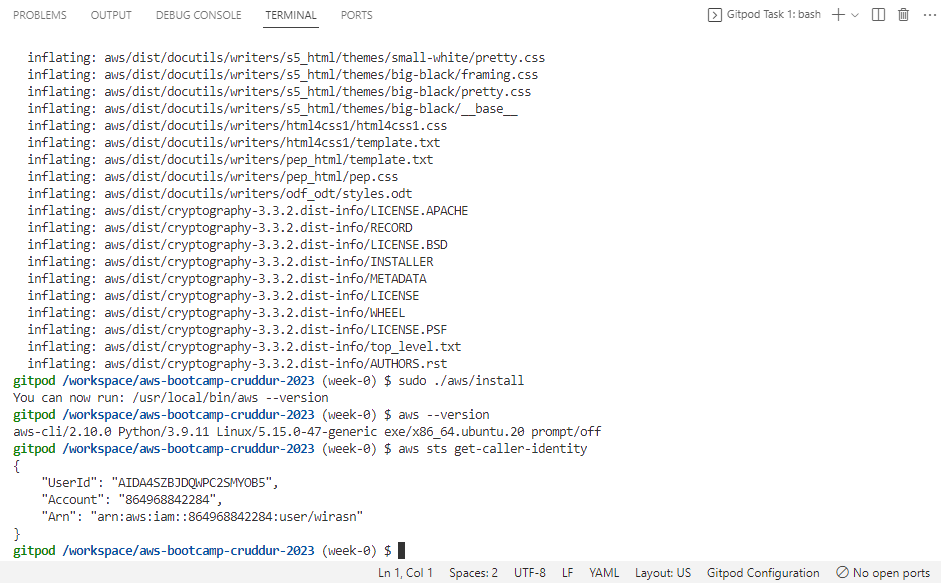 PROBLEMS OUTPUT DEBUG CONSOLE TERMINAL PORTS Gitpod Task 1: bash
inflating: aws/dist/docutils/writers/s5_html/themes/small-white/pretty.css
inflating: aws/dist/docutils/writers/s5_html/themes/big-black/framing.css
inflating: aws/dist/docutils/writers/s5_html/themes/big-black/pretty.css
inflating: aws/dist/docutils/writers/s5_html/themes/big-black/__base__
inflating: aws/dist/docutils/writers/html4css1/html4css1.css
inflating: aws/dist/docutils/writers/html4css1/template.txt
inflating: aws/dist/docutils/writers/pep_html/template.txt
inflating: aws/dist/docutils/writers/pep_html/pep.css
inflating: aws/dist/docutils/writers/odf_odt/styles.odt
inflating: aws/dist/cryptography-3.3.2.dist-info/LICENSE.APACHE
inflating: aws/dist/cryptography-3.3.2.dist-info/RECORD
inflating: aws/dist/cryptography-3.3.2.dist-info/LICENSE.BSD
inflating: aws/dist/cryptography-3.3.2.dist-info/INSTALLER
inflating: aws/dist/cryptography-3.3.2.dist-info/METADATA
inflating: aws/dist/cryptography-3.3.2.dist-info/LICENSE
inflating: aws/dist/cryptography-3.3.2.dist-info/WHEEL
inflating: aws/dist/cryptography-3.3.2.dist-info/LICENSE.PSF
inflating: aws/dist/cryptography-3.3.2.dist-info/top_level.txt
inflating: aws/dist/cryptography-3.3.2.dist-info/AUTHORS.rst
gitpod /workspace/aws-bootcamp-cruddur-2023 (week-0) $ sudo ./aws/install
You can now run: /usr/local/bin/aws --version
gitpod /workspace/aws-bootcamp-cruddur-2023 (week-0) $ aws --version
aws-cli/2.10.0 Python/3.9.11 Linux/5.15.0-47-generic exe/x86_64.ubuntu.20 prompt/off
gitpod /workspace/aws-bootcamp-cruddur-2023 (week-0) $ aws sts get-caller-identity
{
"UserId": "AIDA4SZBJDQWPC2SMYOB5",
"Account": "864968842284",
"Arn": "arn:aws:iam::864968842284:user/wirasn"
}
gitpod /workspace/aws-bootcamp-cruddur-2023 (week-0) $
Ln 1, Col 1 Spaces: 2 UTF-8 LF YAML Layout: US Gitpod Configuration No open ports